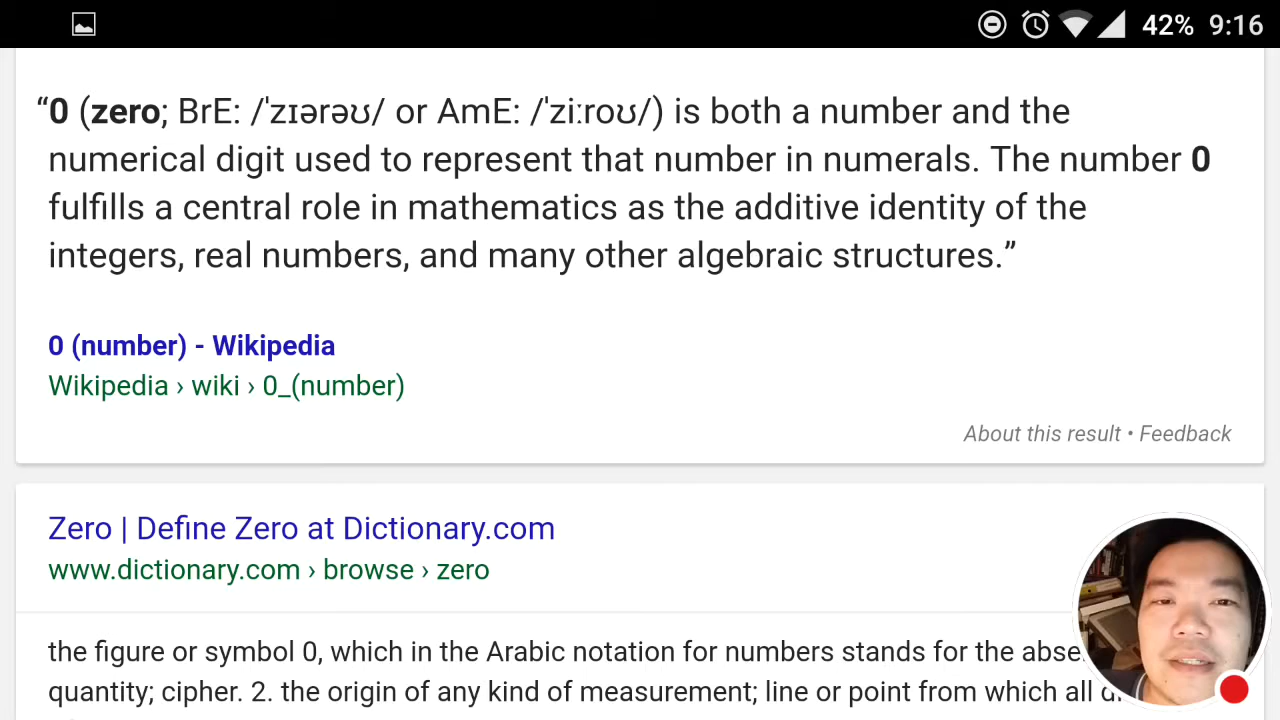 42% 9:16
“0 (zero; BrE: /ˈzɪərəʊ/ or AmE: /ˈziːroʊ/) is both a number and the
numerical digit used to represent that number in numerals. The number 0
fulfills a central role in mathematics as the additive identity of the
integers, real numbers, and many other algebraic structures.”
0 (number) - Wikipedia
Wikipedia › wiki › 0_(number)
About this result • Feedback
Zero | Define Zero at Dictionary.com
www.dictionary.com › browse › zero
the figure or symbol 0, which in the Arabic notation for numbers stands for the
quantity; cipher. 2. the origin of any kind of measurement; line or point from which all